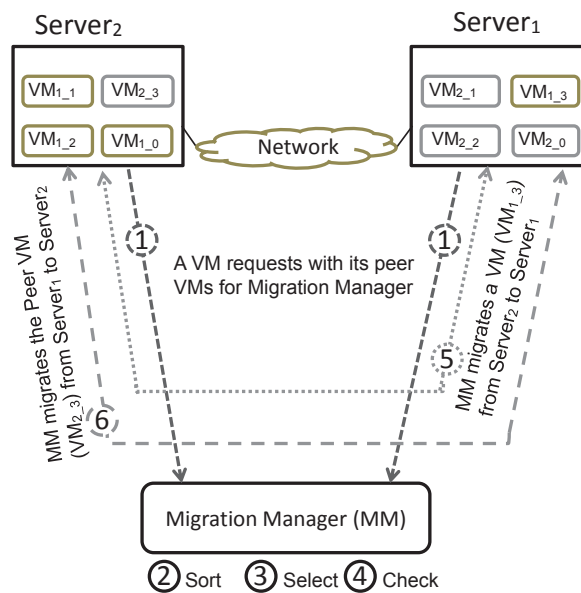 Server₂
Server₁
VM₁_₁
VM₂_₃
VM₁_₂
VM₁_₀
VM₂_₁
VM₁_₃
VM₂_₂
VM₂_₀
Network
1
1
A VM requests with its peer
VMs for Migration Manager
MM migrates the Peer VM
(VM₂_₃) from Server₁ to Server₂
MM migrates a VM (VM₁_₃)
from Server₂ to Server₁
5
6
Migration Manager (MM)
2 Sort 3 Select 4 Check